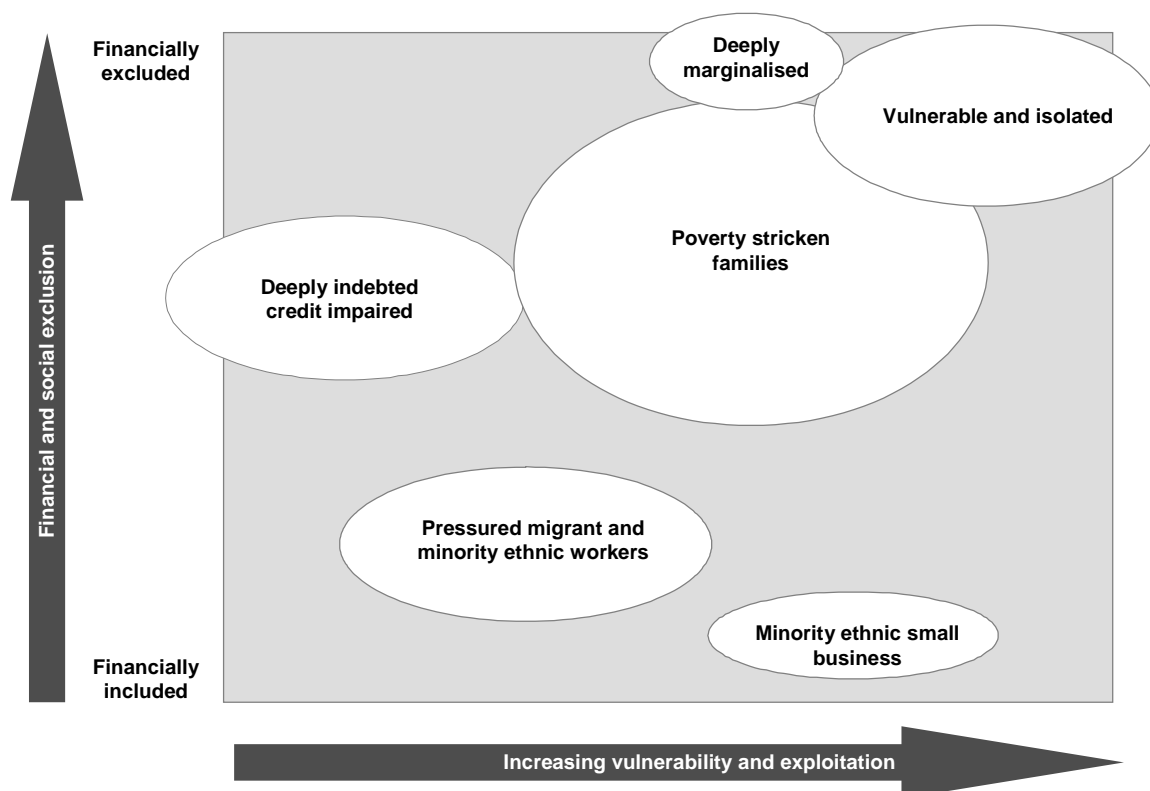 Financially
excluded
Deeply
marginalised
Vulnerable and isolated
Poverty stricken
families
Deeply indebted
credit impaired
Financial and social exclusion
Pressured migrant and
minority ethnic workers
Minority ethnic small
business
Financially
included
Increasing vulnerability and exploitation